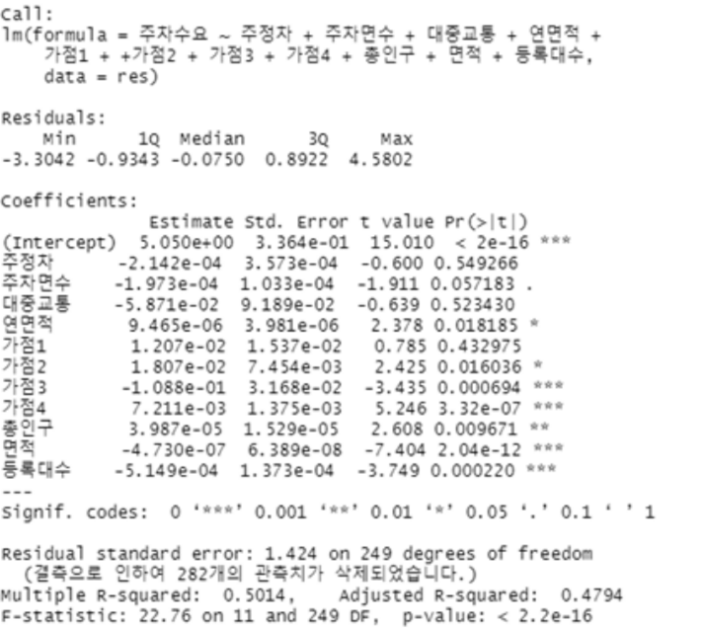 Call:
lm(formula = 주차수요 ~ 주정차 + 주차면수 + 대중교통 + 연면적 +
가점1 + +가점2 + 가점3 + 가점4 + 총인구 + 면적 + 등록대수,
data = res)
Residuals:
Min 1Q Median 3Q Max
-3.3042 -0.9343 -0.0750 0.8922 4.5802
Coefficients:
Estimate Std. Error t value Pr(>|t|)
(Intercept) 5.050e+00 3.364e-01 15.010 < 2e-16 ***
주정차 -2.142e-04 3.573e-04 -0.600 0.549266
주차면수 -1.973e-04 1.033e-04 -1.911 0.057183 .
대중교통 -5.871e-02 9.189e-02 -0.639 0.523430
연면적 9.465e-06 3.981e-06 2.378 0.018185 *
가점1 1.207e-02 1.537e-02 0.785 0.432975
가점2 1.807e-02 7.454e-03 2.425 0.016036 *
가점3 -1.088e-01 3.168e-02 -3.435 0.000694 ***
가점4 7.211e-03 1.375e-03 5.246 3.32e-07 ***
총인구 3.987e-05 1.529e-05 2.608 0.009671 **
면적 -4.730e-07 6.389e-08 -7.404 2.04e-12 ***
등록대수 -5.149e-04 1.373e-04 -3.749 0.000220 ***
---
Signif. codes: 0 ‘***’ 0.001 ‘**’ 0.01 ‘*’ 0.05 ‘.’ 0.1 ‘ ’ 1
Residual standard error: 1.424 on 249 degrees of freedom
(결측으로 인하여 282개의 관측치가 삭제되었습니다.)
Multiple R-squared: 0.5014, Adjusted R-squared: 0.4794
F-statistic: 22.76 on 11 and 249 DF, p-value: < 2.2e-16